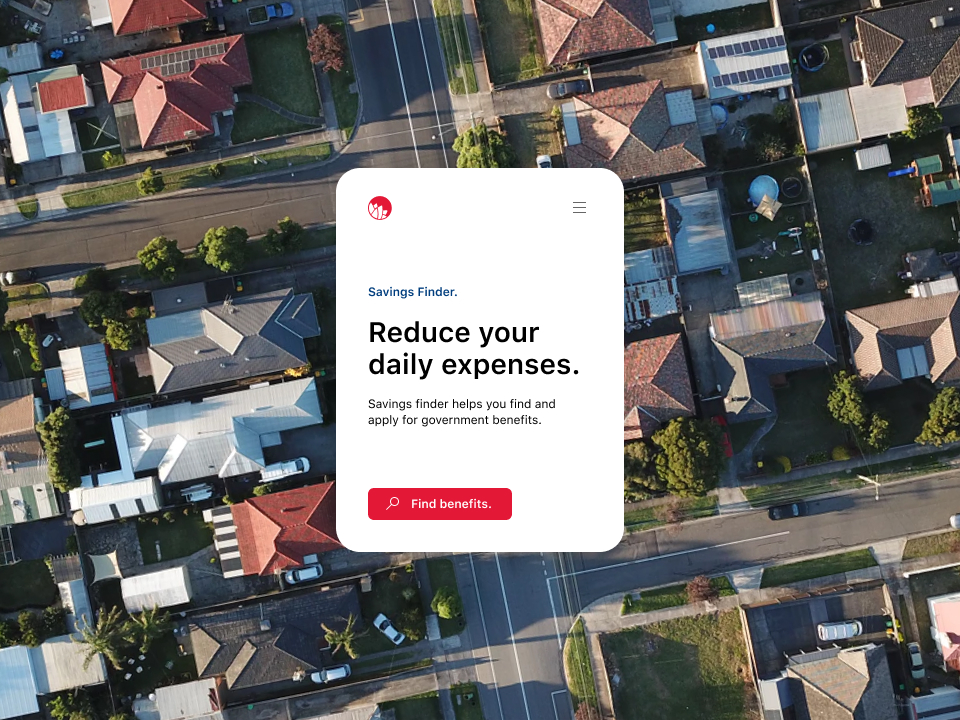 Savings Finder.
Reduce your
daily expenses.
Savings finder helps you find and
apply for government benefits.
Find benefits.